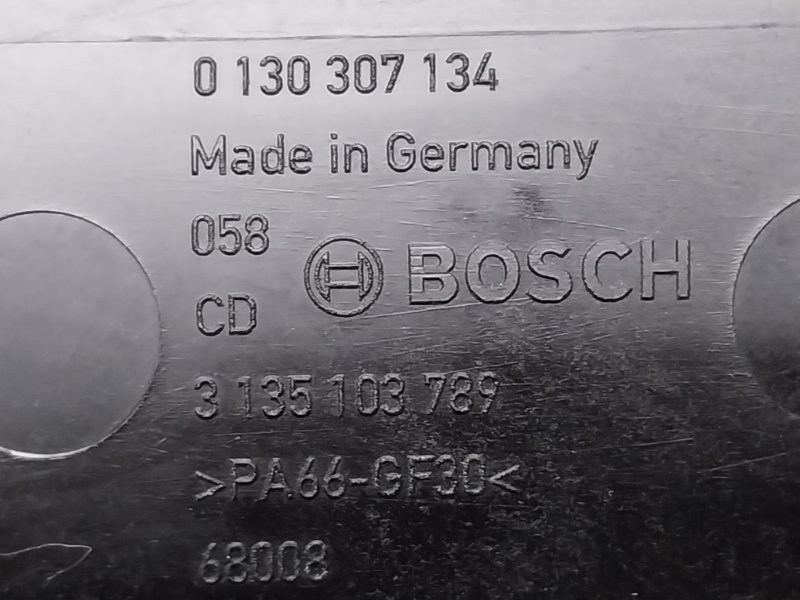 0 130 307 134
Made in Germany
058
BOSCH
CD
3 135 103 789
>PA66-GF30<
68008